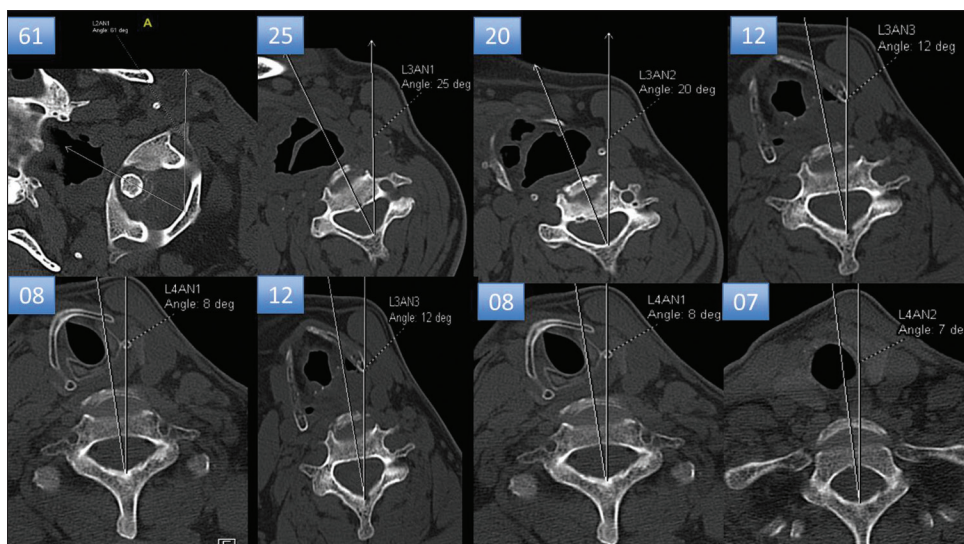 61
L2AN1
Angle: 61 deg
A
25
L3AN1
Angle: 25 deg
20
L3AN2
Angle: 20 deg
12
L3AN3
Angle: 12 deg
08
L4AN1
Angle: 8 deg
12
L3AN3
Angle: 12 deg
08
L4AN1
Angle: 8 deg
07
L4AN2
Angle: 7 de